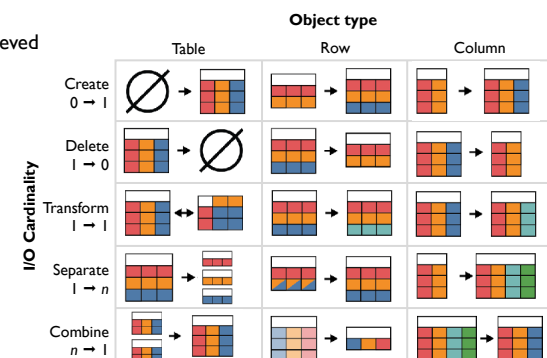 Object type
eved
Table Row Column
Create
0 → 1
Delete
1 → 0
I/O Cardinality
Transform
1 → 1
Separate
1 → n
Combine
n → 1